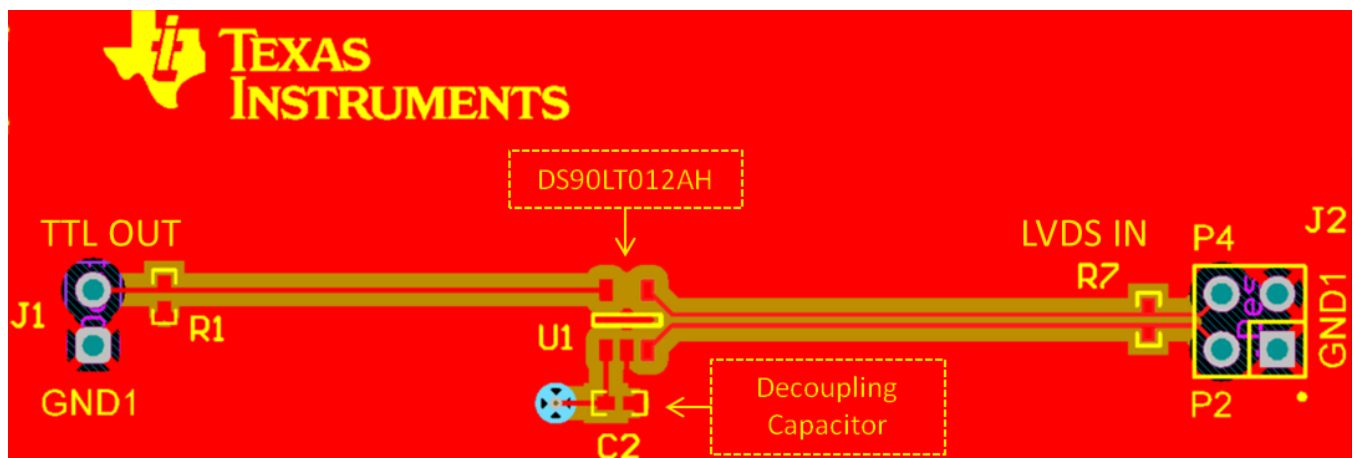 TEXAS
INSTRUMENTS
DS90LT012AH
TTL OUT
LVDS IN
P4
J2
R7
J1
R1
U1
GND1
GND1
Decoupling
Capacitor
P2
C2